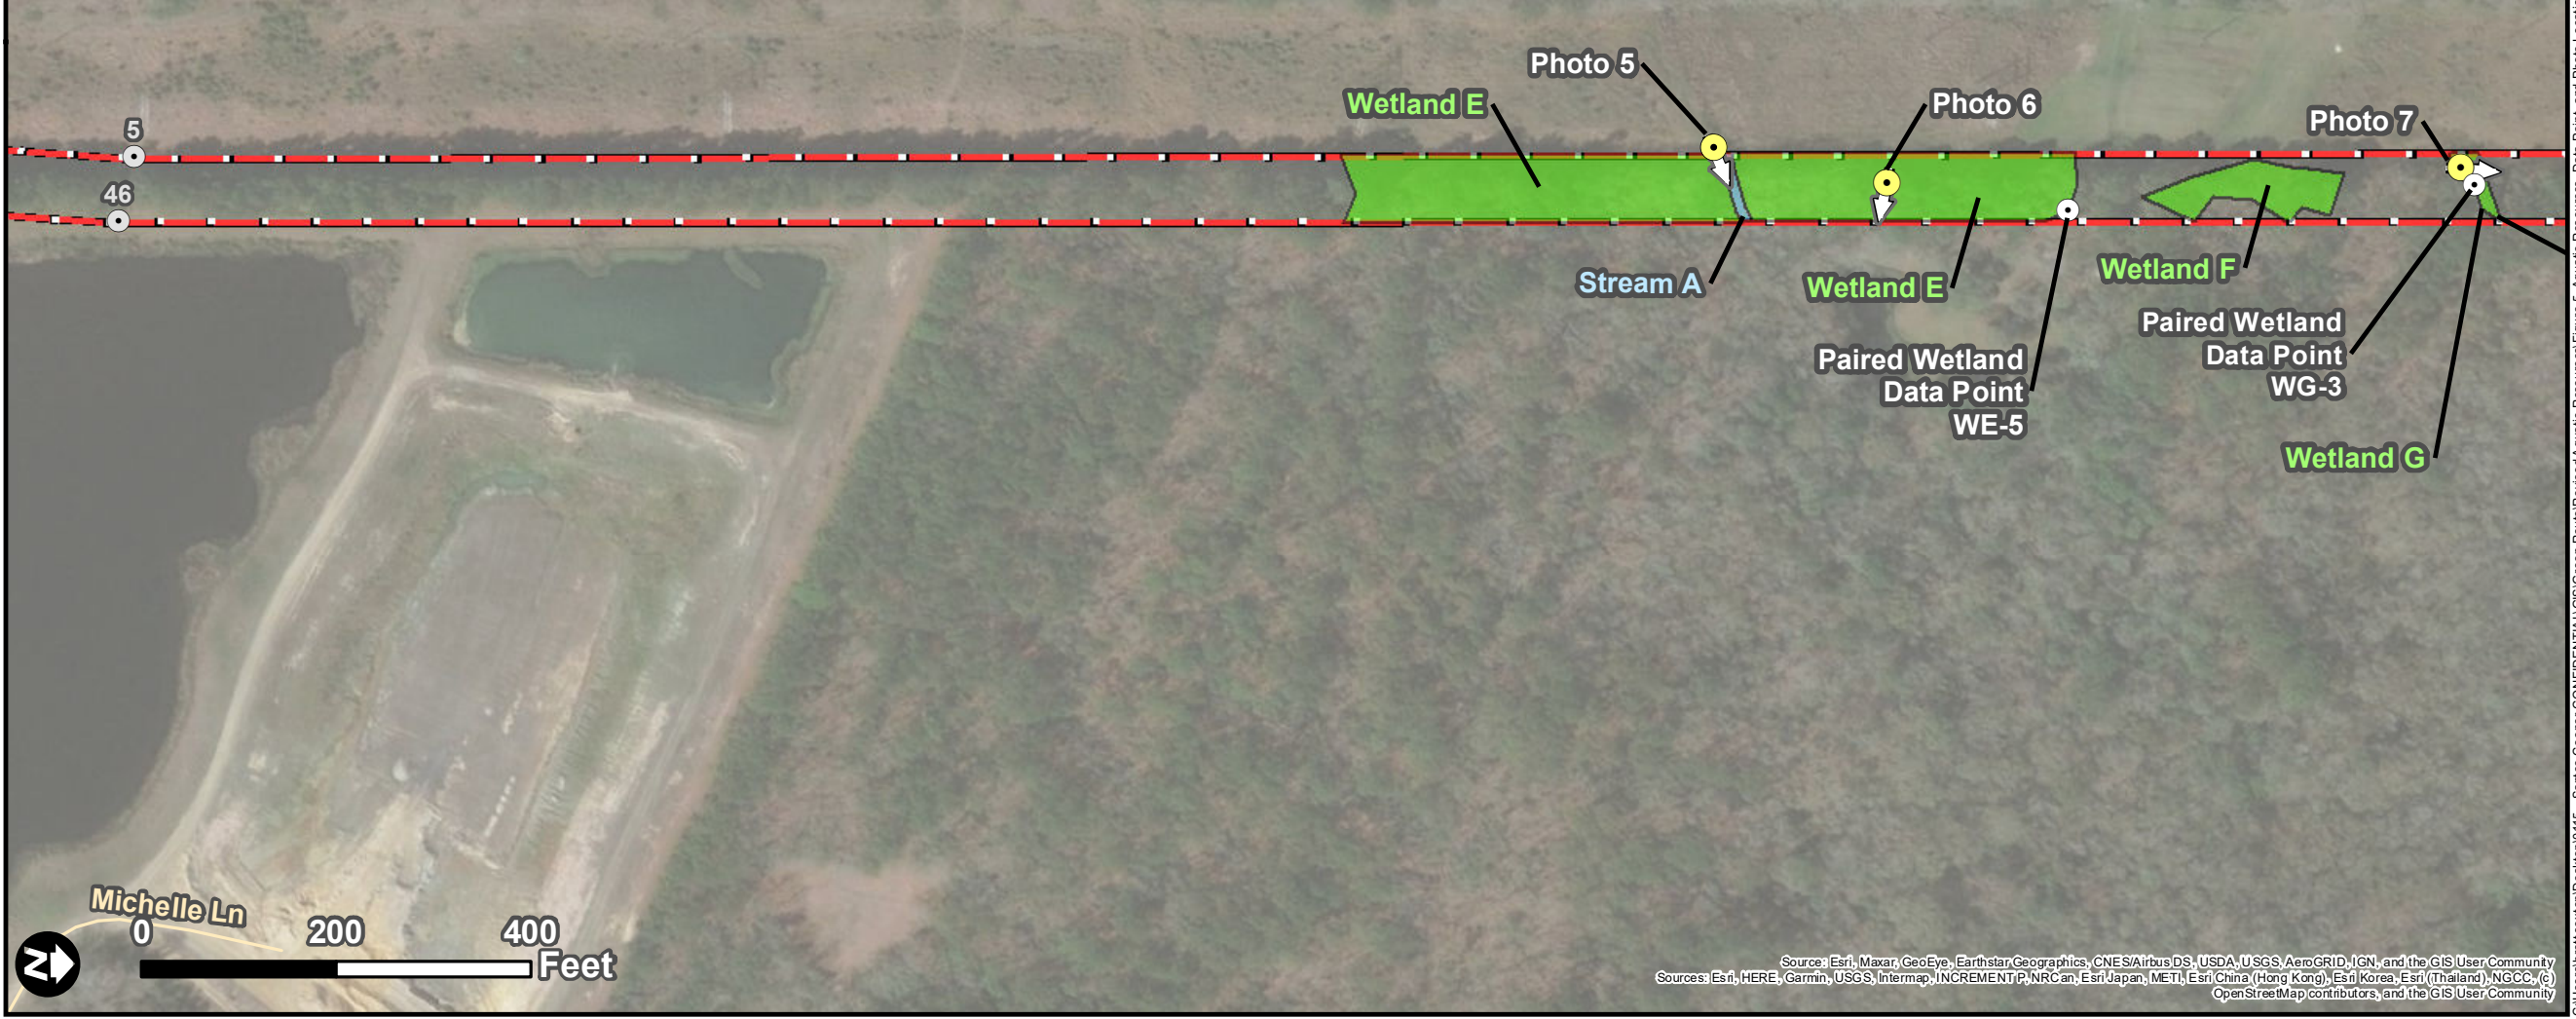 Photo 5
Wetland E
Photo 6
Photo 7
5
46
Stream A
Wetland E
Wetland F
Paired Wetland
Data Point
WE-5
Paired Wetland
Data Point
WG-3
Wetland G
Michelle Ln
0 200 400
Feet
N
Source: Esri, Maxar, GeoEye, Earthstar Geographics, CNES/Airbus DS, USDA, USGS, AeroGRID, IGN, and the GIS User Community
Sources: Esri, HERE, Garmin, USGS, Intermap, INCREMENT P, NRCan, Esri Japan, METI, Esri China (Hong Kong), Esri Korea, Esri (Thailand), NGCC, (c)
OpenStreetMap contributors, and the GIS User Community